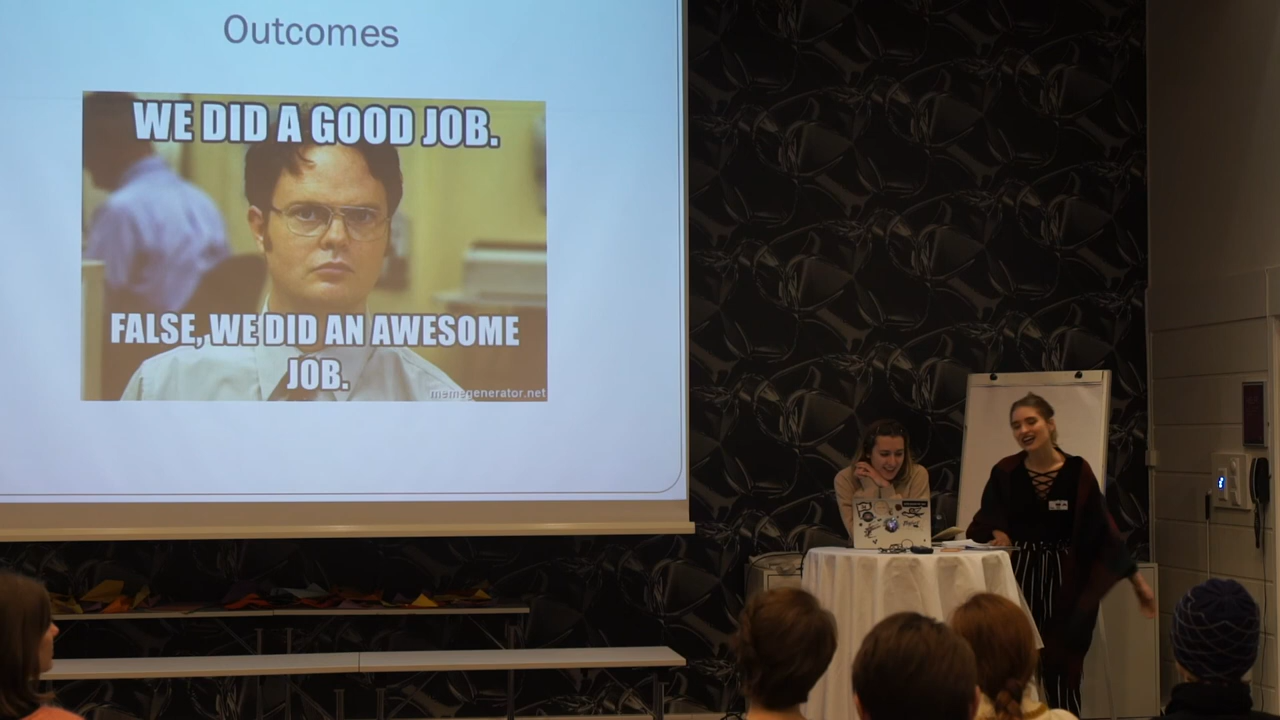 Outcomes
WE DID A GOOD JOB.
FALSE, WE DID AN AWESOME
JOB.
memegenerator.net